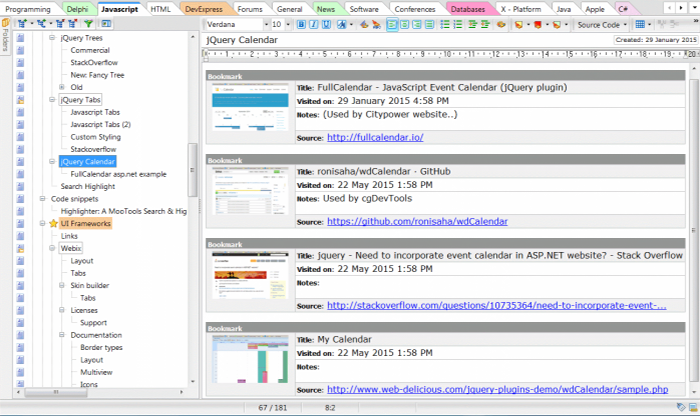 Programming Delphi Javascript HTML DevExpress Forums General News Software Conferences Databases X - Platform Java Apple C#
Verdana 10 B I U Source Code
Folders
jQuery Trees
Commercial
StackOverflow
New: Fancy Tree
Old
jQuery Tabs
Javascript Tabs
Javascript Tabs (2)
Custom Styling
Stackoverflow
jQuery Calendar
FullCalendar asp.net example
Search Highlight
Code snippets
Highlighter: A MooTools Search & Hig
UI Frameworks
Links
Webix
Layout
Tabs
Skin builder
Tabs
Licenses
Support
Documentation
Border types
Layout
Multiview
Icons
jQuery Calendar
Created: 29 January 2015
Bookmark
Title: FullCalendar - JavaScript Event Calendar (jQuery plugin)
Visited on: 29 January 2015 4:58 PM
Notes: (Used by Citypower website..)
Source: http://fullcalendar.io/
Bookmark
Title: ronisaha/wdCalendar · GitHub
Visited on: 22 May 2015 1:58 PM
Notes: Used by cgDevTools
Source: https://github.com/ronisaha/wdCalendar
Bookmark
Title: jquery - Need to incorporate event calendar in ASP.NET website? - Stack Overflow
Visited on: 22 May 2015 1:58 PM
Notes:
Source: http://stackoverflow.com/questions/10735364/need-to-incorporate-event-...
Bookmark
Title: My Calendar
Visited on: 22 May 2015 1:58 PM
Notes:
Source: http://www.web-delicious.com/jquery-plugins-demo/wdCalendar/sample.php
67 / 181 8:2